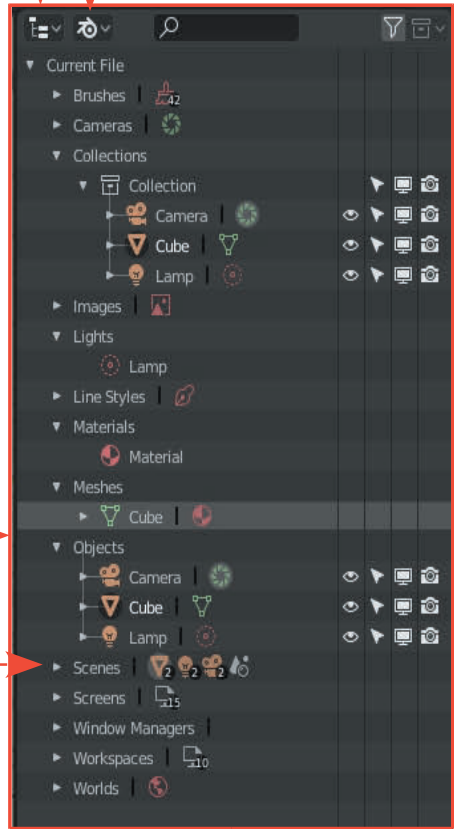 Current File
Brushes 42
Cameras
Collections
Collection
Camera
Cube
Lamp
Images
Lights
Lamp
Line Styles
Materials
Material
Meshes
Cube
Objects
Camera
Cube
Lamp
Scenes 2 2 2
Screens 15
Window Managers
Workspaces 10
Worlds